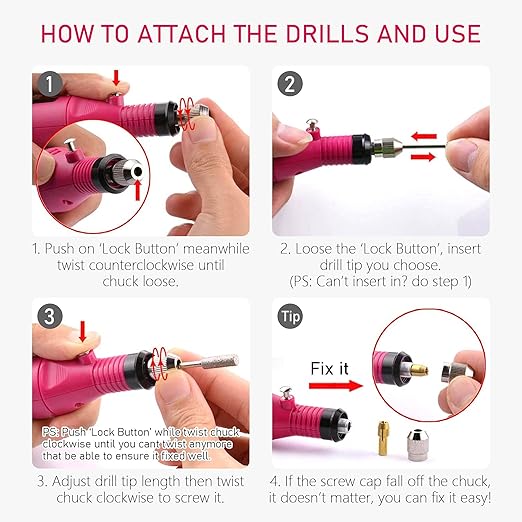 HOW TO ATTACH THE DRILLS AND USE
1
1. Push on ‘Lock Button’ meanwhile
twist counterclockwise until
chuck loose.
2
2. Loose the ‘Lock Button’, insert
drill tip you choose.
(PS: Can’t insert in? do step 1)
3
PS: Push ‘Lock Button’ while twist chuck
clockwise until you cant twist anymore
that be able to ensure it fixed well.
3. Adjust drill tip length then twist
chuck clockwise to screw it.
Tip
Fix it
4. If the screw cap fall off the chuck,
it doesn’t matter, you can fix it easy!